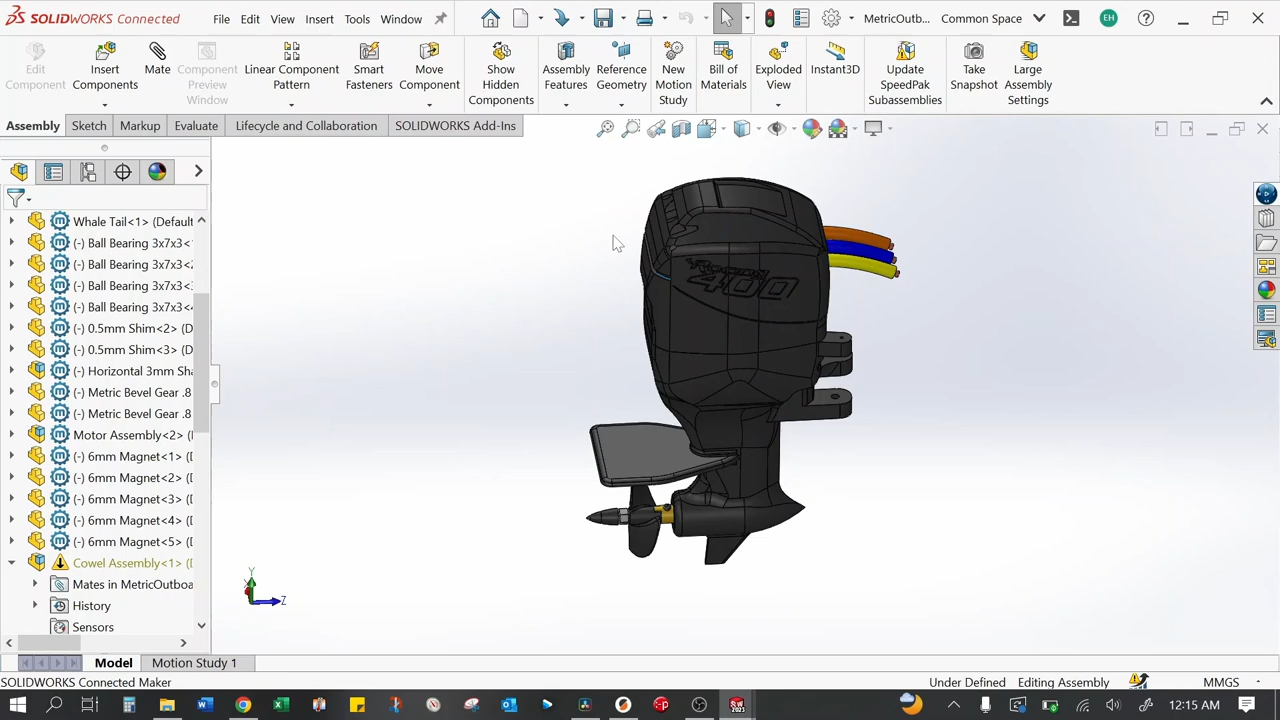 SOLIDWORKS Connected
File Edit View Insert Tools Window
MetricOutb...
Common Space
EH
Edit Component
Insert Components
Mate
Component Preview Window
Linear Component Pattern
Smart Fasteners
Move Component
Show Hidden Components
Assembly Features
Reference Geometry
New Motion Study
Bill of Materials
Exploded View
Instant3D
Update SpeedPak Subassemblies
Take Snapshot
Large Assembly Settings
Assembly Sketch Markup Evaluate Lifecycle and Collaboration SOLIDWORKS Add-Ins
Whale Tail<1> (Default
(-) Ball Bearing 3x7x3<
(-) Ball Bearing 3x7x3<2
(-) Ball Bearing 3x7x3<
(-) Ball Bearing 3x7x3<
(-) 0.5mm Shim<2> (D
(-) 0.5mm Shim<3> (D
(-) Horizontal 3mm Sha
(-) Metric Bevel Gear .8
(-) Metric Bevel Gear .8
Motor Assembly<2> (
(-) 6mm Magnet<1> (D
(-) 6mm Magnet<2> (D
(-) 6mm Magnet<3> (D
(-) 6mm Magnet<4> (D
(-) 6mm Magnet<5> (D
Cowel Assembly<1> (D
Mates in MetricOutboa
History
Sensors
400
Y
Z
Model Motion Study 1
SOLIDWORKS Connected Maker
Under Defined Editing Assembly MMGS
12:15 AM